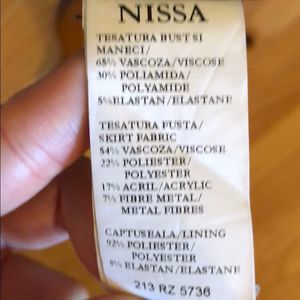 NISSA
TESATURA BUST SI
MANECI/
65% VASCOZA/VISCOSE
30% POLIAMIDA/
POLYAMIDE
5%ELASTAN/ELASTANE
TESATURA FUSTA/
SKIRT FABRIC
54% VASCOZA/VISCOSE
22% POLIESTER/
POLYESTER
17% ACRIL/ACRYLIC
7% FIBRE METAL/
METAL FIBRES
CAPTUSEALA/LINING
92% POLIESTER/
POLYESTER
8% ELASTAN/ELASTANE
213 RZ 5736